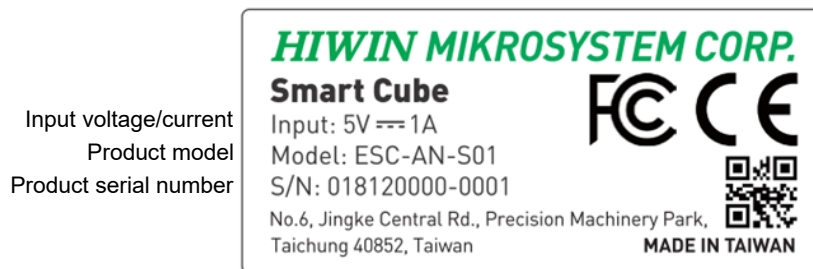 HIWIN MIKROSYSTEM CORP.
Smart Cube
FC CE
Input voltage/current
Input: 5V ⎓ 1A
Product model
Model: ESC-AN-S01
Product serial number
S/N: 018120000-0001
No.6, Jingke Central Rd., Precision Machinery Park,
Taichung 40852, Taiwan
MADE IN TAIWAN